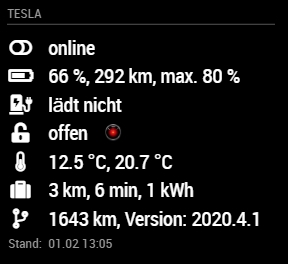 TESLA
online
66 %, 292 km, max. 80 %
lädt nicht
offen
12.5 °C, 20.7 °C
3 km, 6 min, 1 kWh
1643 km, Version: 2020.4.1
Stand: 01.02 13:05